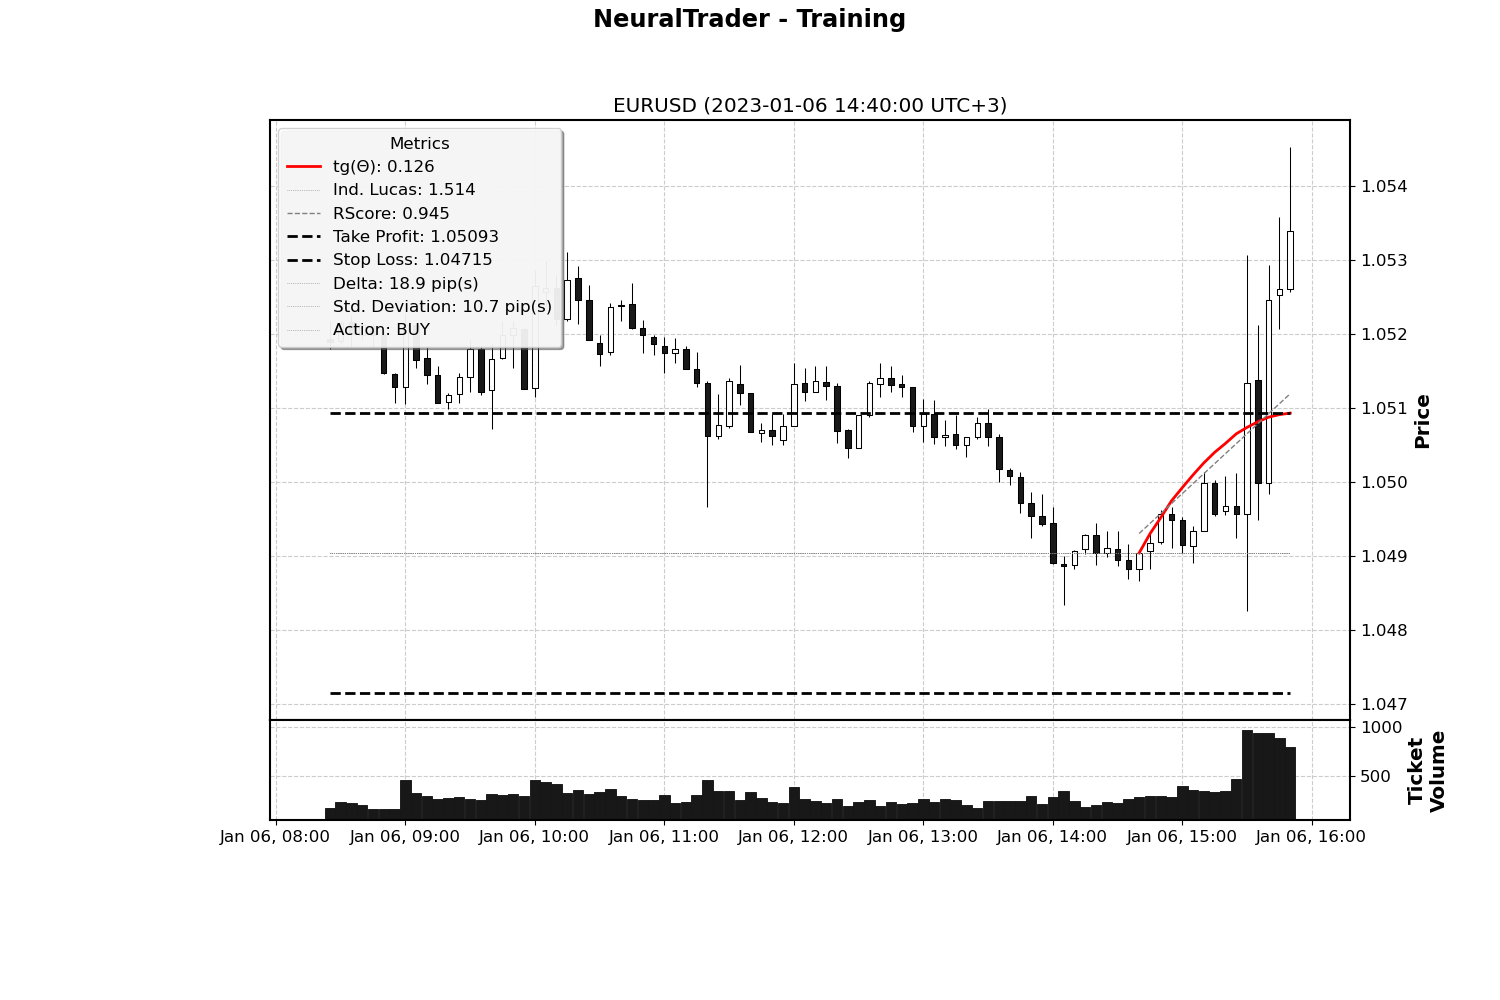 NeuralTrader - Training
EURUSD (2023-01-06 14:40:00 UTC+3)
Metrics
tg(Θ): 0.126
Ind. Lucas: 1.514
RScore: 0.945
Take Profit: 1.05093
Stop Loss: 1.04715
Delta: 18.9 pip(s)
Std. Deviation: 10.7 pip(s)
Action: BUY
1.054
1.053
1.052
1.051
1.050
1.049
1.048
1.047
Price
1000
500
Ticket
Volume
Jan 06, 08:00
Jan 06, 09:00
Jan 06, 10:00
Jan 06, 11:00
Jan 06, 12:00
Jan 06, 13:00
Jan 06, 14:00
Jan 06, 15:00
Jan 06, 16:00